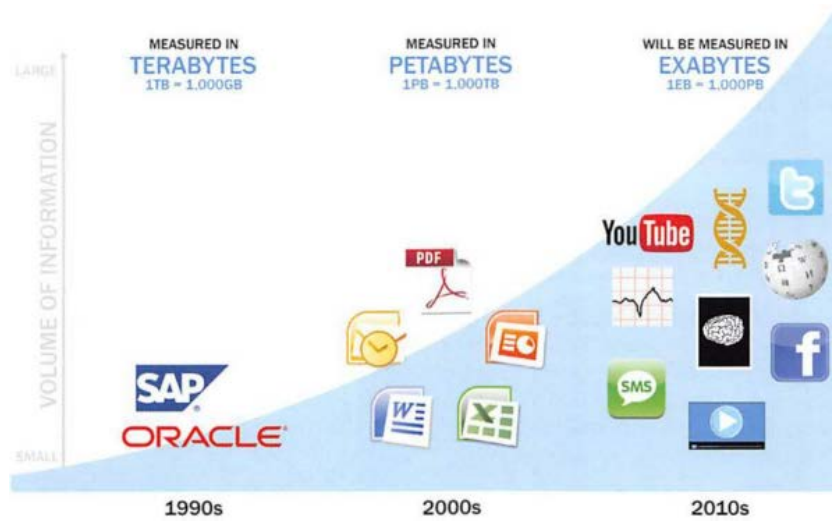 MEASURED IN
TERABYTES
1TB = 1,000GB
MEASURED IN
PETABYTES
1PB = 1,000TB
WILL BE MEASURED IN
EXABYTES
1EB = 1,000PB
LARGE
VOLUME OF INFORMATION
SMALL
SAP
ORACLE
PDF
W
X
YouTube
t
W
f
SMS
1990s
2000s
2010s